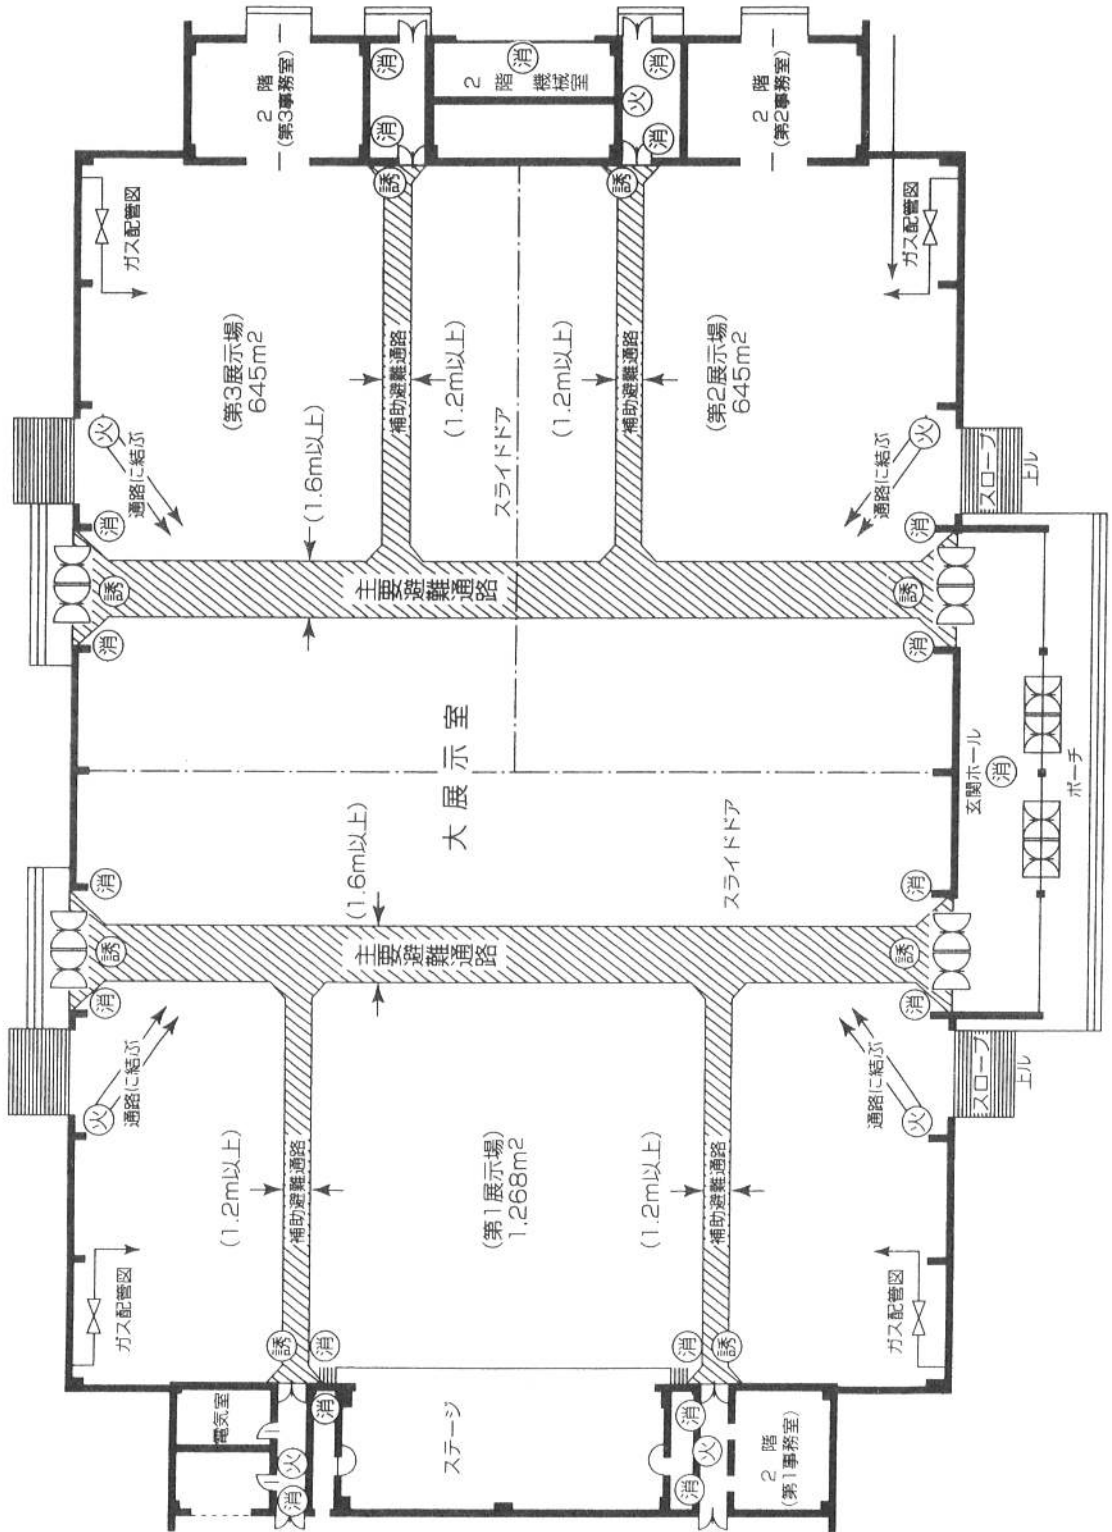 ガス配管図
火
通路に結ぶ
消
誘
消
消
誘
消
火
通路に結ぶ
ガス配管図
電気室
消
火
誘
(1.2m以上)
補助避難通路
消
消
(1.6m以上)
(1.6m以上)
(第3展示場)
645m2
2 階
(第3事務室)
補助避難通路
誘
消
消
主要避難通路
主要避難通路
(1.2m以上)
ステージ
大展示室
スライドドア
2階 機械室
消
(第1展示場)
1.268m2
(1.2m以上)
補助避難通路
誘
消
火
消
(1.2m以上)
補助避難通路
消
誘
消
火
消
スライドドア
(第2展示場)
645m2
2 階
(第1事務室)
2 階
(第2事務室)
ガス配管図
通路に結ぶ
火
消
誘
消
消
誘
消
通路に結ぶ
火
ガス配管図
スロープ
上ル
玄関ホール
消
ポーチ
スロープ
上ル